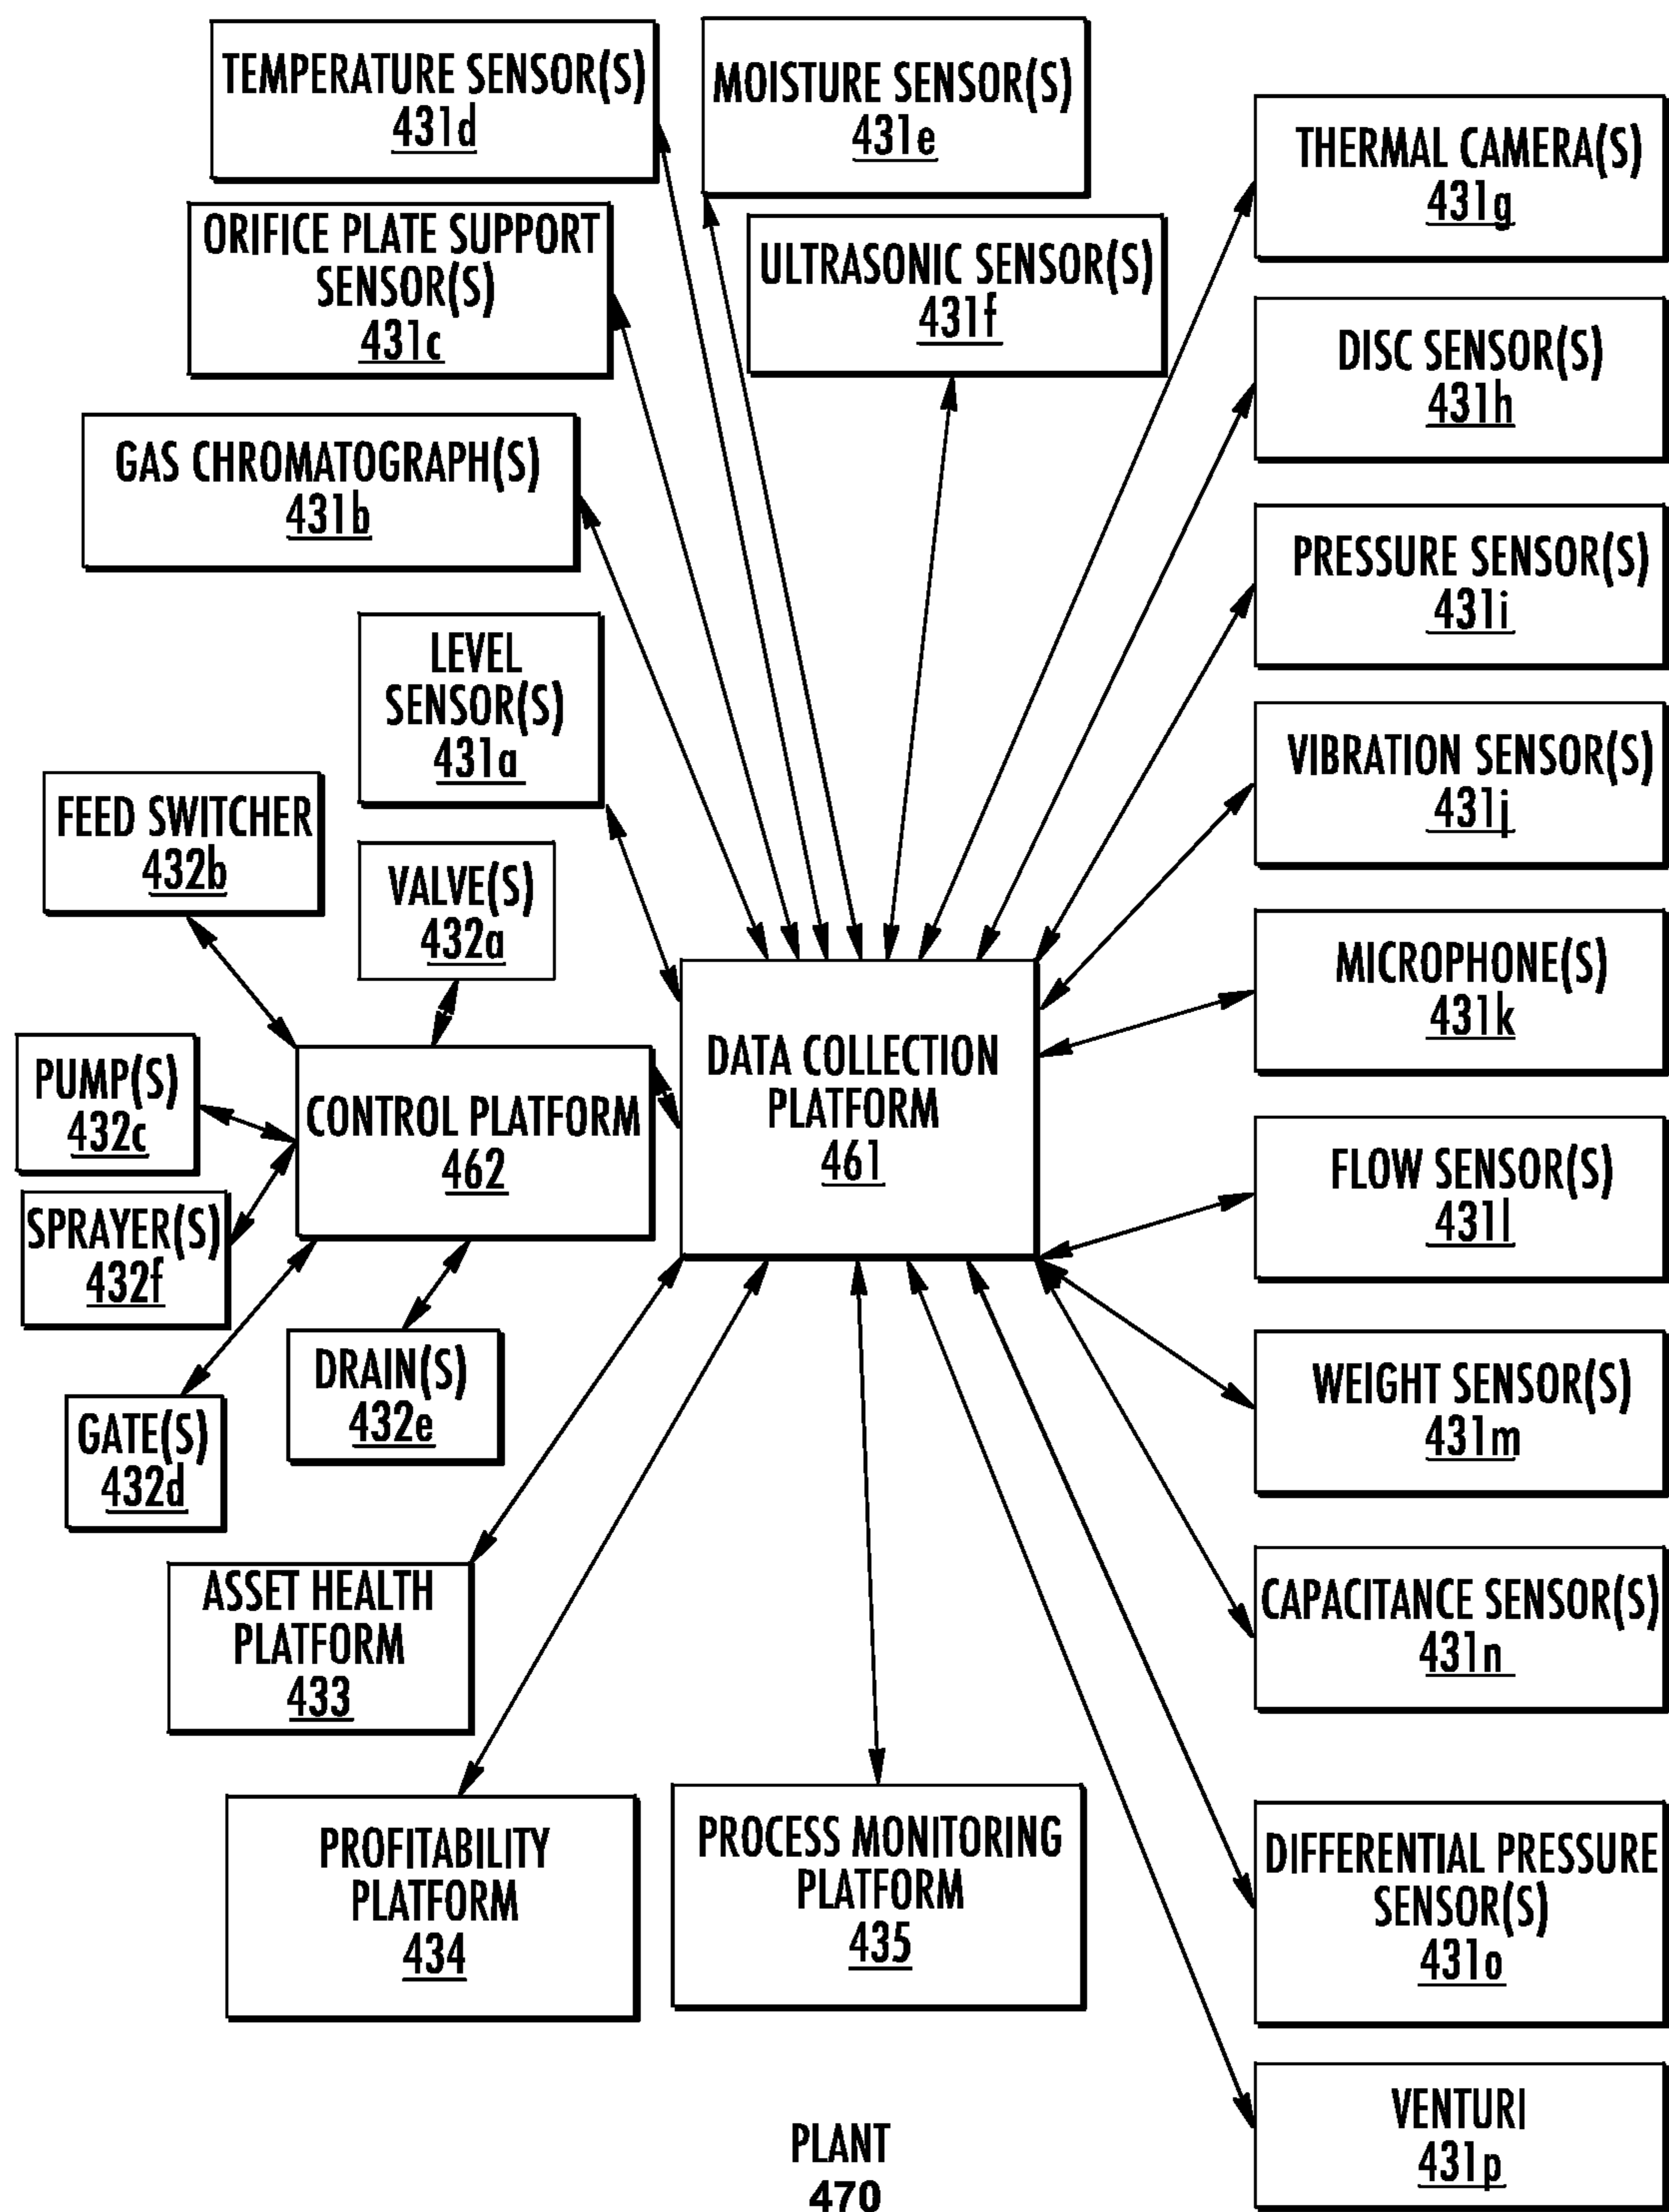 TEMPERATURE SENSOR(S)
431d
MOISTURE SENSOR(S)
431e
THERMAL CAMERA(S)
431g
ORIFICE PLATE SUPPORT
SENSOR(S)
431c
ULTRASONIC SENSOR(S)
431f
DISC SENSOR(S)
431h
GAS CHROMATOGRAPH(S)
431b
PRESSURE SENSOR(S)
431i
LEVEL
SENSOR(S)
431a
VIBRATION SENSOR(S)
431j
FEED SWITCHER
432b
VALVE(S)
432a
MICROPHONE(S)
431k
PUMP(S)
432c
CONTROL PLATFORM
462
DATA COLLECTION
PLATFORM
461
FLOW SENSOR(S)
431l
SPRAYER(S)
432f
DRAIN(S)
432e
WEIGHT SENSOR(S)
431m
GATE(S)
432d
ASSET HEALTH
PLATFORM
433
CAPACITANCE SENSOR(S)
431n
PROFITABILITY
PLATFORM
434
PROCESS MONITORING
PLATFORM
435
DIFFERENTIAL PRESSURE
SENSOR(S)
431o
VENTURI
431p
PLANT
470